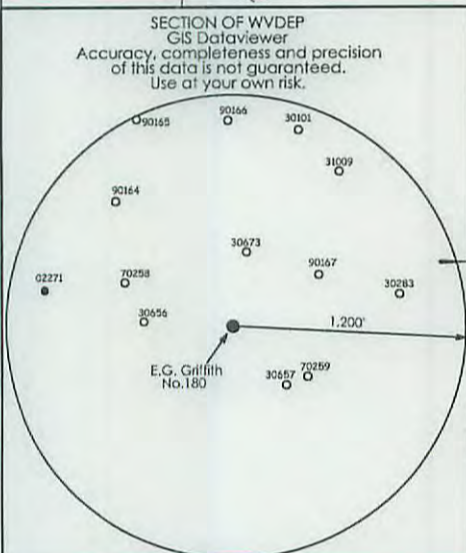 SECTION OF WVDEP
GIS Dataviewer
Accuracy, completeness and precision
of this data is not guaranteed.
Use at your own risk.
90165
90166
30101
31009
90164
30673
90167
02271
70258
30283
30656
1,200'
E.G. Griffith
No.180
30657
70259